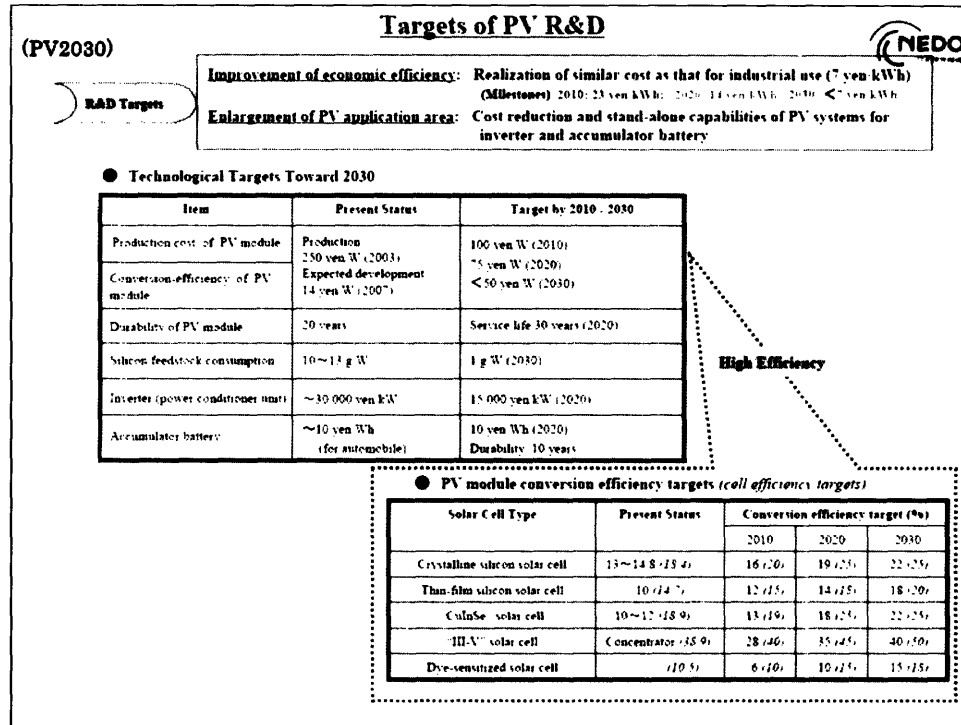 Targets of PV R&D
(PV2030)
NEDO
R&D Targets
Improvement of economic efficiency: Realization of similar cost as that for industrial use (7 yen/kWh)
(Milestones) 2010: 23 yen/kWh: 2020: 14 yen/kWh: 2030: <7 yen/kWh
Enlargement of PV application area: Cost reduction and stand-alone capabilities of PV systems for
inverter and accumulator battery
● Technological Targets Toward 2030
Item Present Status Target by 2010 - 2030
Production cost of PV module
Conversion-efficiency of PV
module
Production
250 yen W (2003)
Expected development
14 yen W (2007)
100 yen W (2010)
75 yen W (2020)
<50 yen W (2030)
Durability of PV module 20 years Service life 30 years (2020)
Silicon feedstock consumption 10~13 g W 1 g W (2030)
Inverter (power conditioner unit) ~30 000 yen kW 15 000 yen kW (2020)
Accumulator battery
~10 yen Wh
(for automobile)
10 yen Wh (2020)
Durability 10 years
High Efficiency
● PV module conversion efficiency targets (cell efficiency targets)
Solar Cell Type Present Status Conversion efficiency target (%)
2010 2020 2030
Crystalline silicon solar cell 13~14.8 (18.4) 16 (20) 19 (25) 22 (25)
Thin-film silicon solar cell 10 12 (15) 14 (18) 18 (20)
CuInSe solar cell 10~12 (18.9) 13 (19) 18 (25) 22 (25)
"III-V" solar cell Concentrator (38.9) 28 (40) 35 (45) 40 (50)
Dye-sensitized solar cell (10.5) 6 (10) 10 (15) 15 (18)